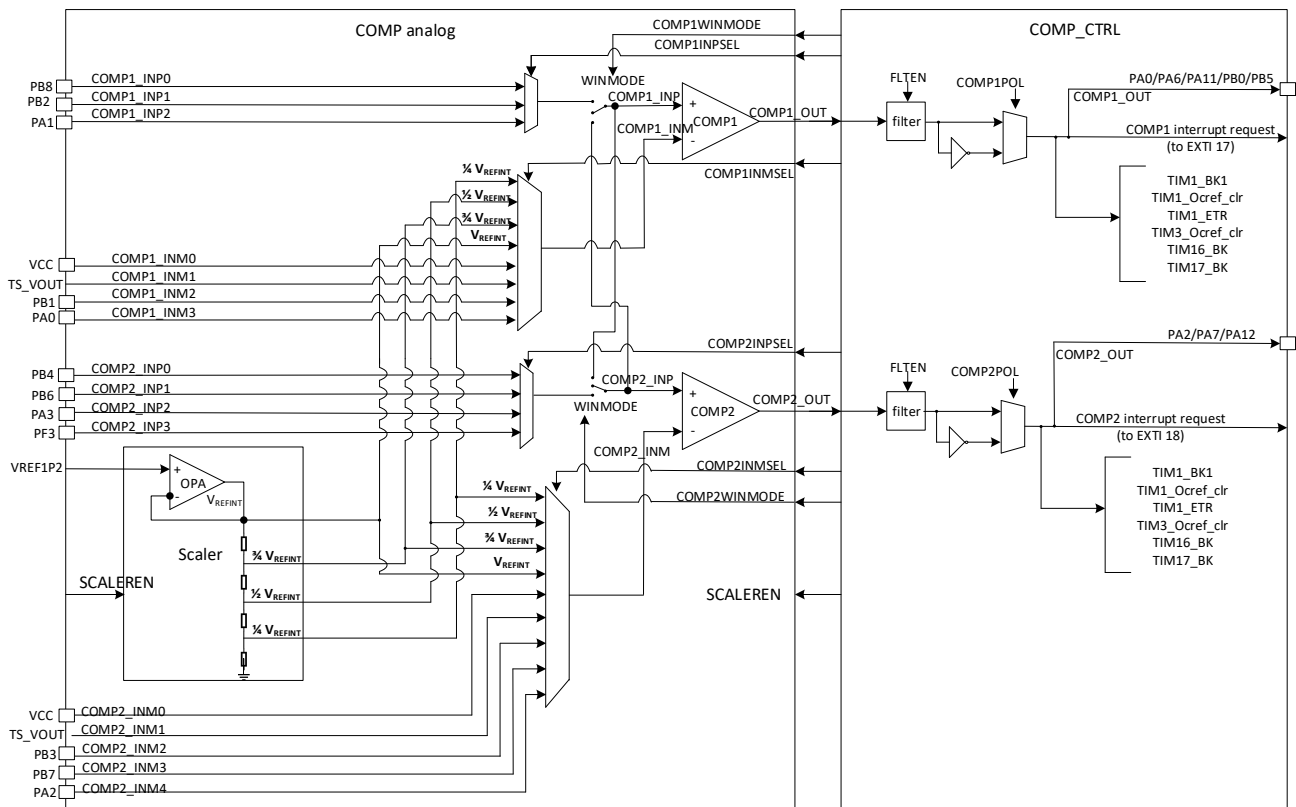 COMP analog
COMP_CTRL
COMP1WINMODE
COMP1INPSEL
WINMODE
PB8
COMP1_INP0
PB2
COMP1_INP1
PA1
COMP1_INP2
COMP1_INP
COMP1_INM
+
COMP1
-
COMP1_OUT
FLTEN
filter
COMP1POL
PA0/PA6/PA11/PB0/PB5
COMP1_OUT
COMP1 interrupt request
(to EXTI 17)
COMP1INMSEL
TIM1_BK1
TIM1_Ocref_clr
TIM1_ETR
TIM3_Ocref_clr
TIM16_BK
TIM17_BK
¼ VREFINT
½ VREFINT
¾ VREFINT
VREFINT
VCC
COMP1_INM0
TS_VOUT
COMP1_INM1
PB1
COMP1_INM2
PA0
COMP1_INM3
COMP2INPSEL
PB4
COMP2_INP0
PB6
COMP2_INP1
PA3
COMP2_INP2
PF3
COMP2_INP3
COMP2_INP
WINMODE
+
COMP2
-
COMP2_OUT
COMP2_INM
FLTEN
filter
COMP2POL
PA2/PA7/PA12
COMP2_OUT
COMP2 interrupt request
(to EXTI 18)
COMP2INMSEL
COMP2WINMODE
TIM1_BK1
TIM1_Ocref_clr
TIM1_ETR
TIM3_Ocref_clr
TIM16_BK
TIM17_BK
VREF1P2
+
OPA
-
VREFINT
Scaler
¾ VREFINT
½ VREFINT
¼ VREFINT
SCALEREN
SCALEREN
¼ VREFINT
½ VREFINT
¾ VREFINT
VREFINT
VCC
COMP2_INM0
TS_VOUT
COMP2_INM1
PB3
COMP2_INM2
PB7
COMP2_INM3
PA2
COMP2_INM4